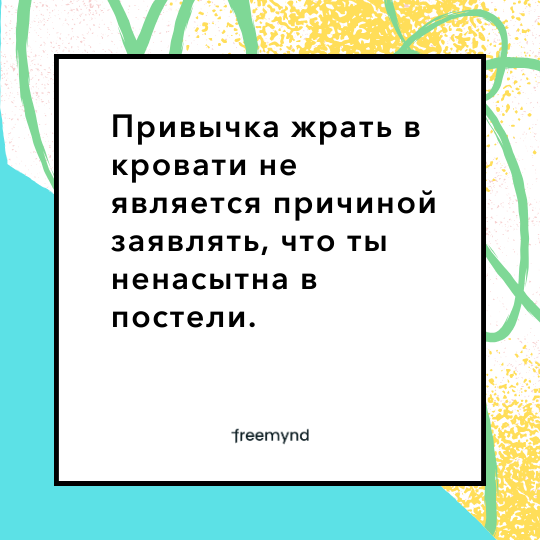 Привычка жрать в
кровати не
является причиной
заявлять, что ты
ненасытна в
постели.
freemynd